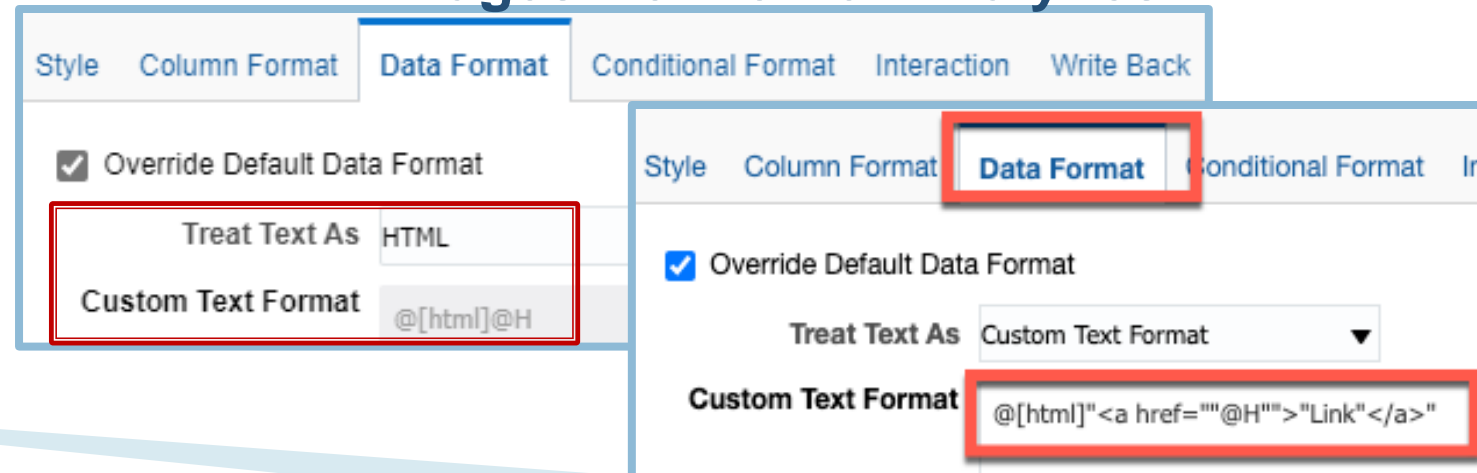 Style Column Format Data Format Conditional Format Interaction Write Back
Override Default Data Format
Treat Text As HTML
Custom Text Format @[html]@H
Style Column Format Data Format Conditional Format
Override Default Data Format
Treat Text As Custom Text Format
Custom Text Format @[html]"<a href=""@H"">"Link"</a>"